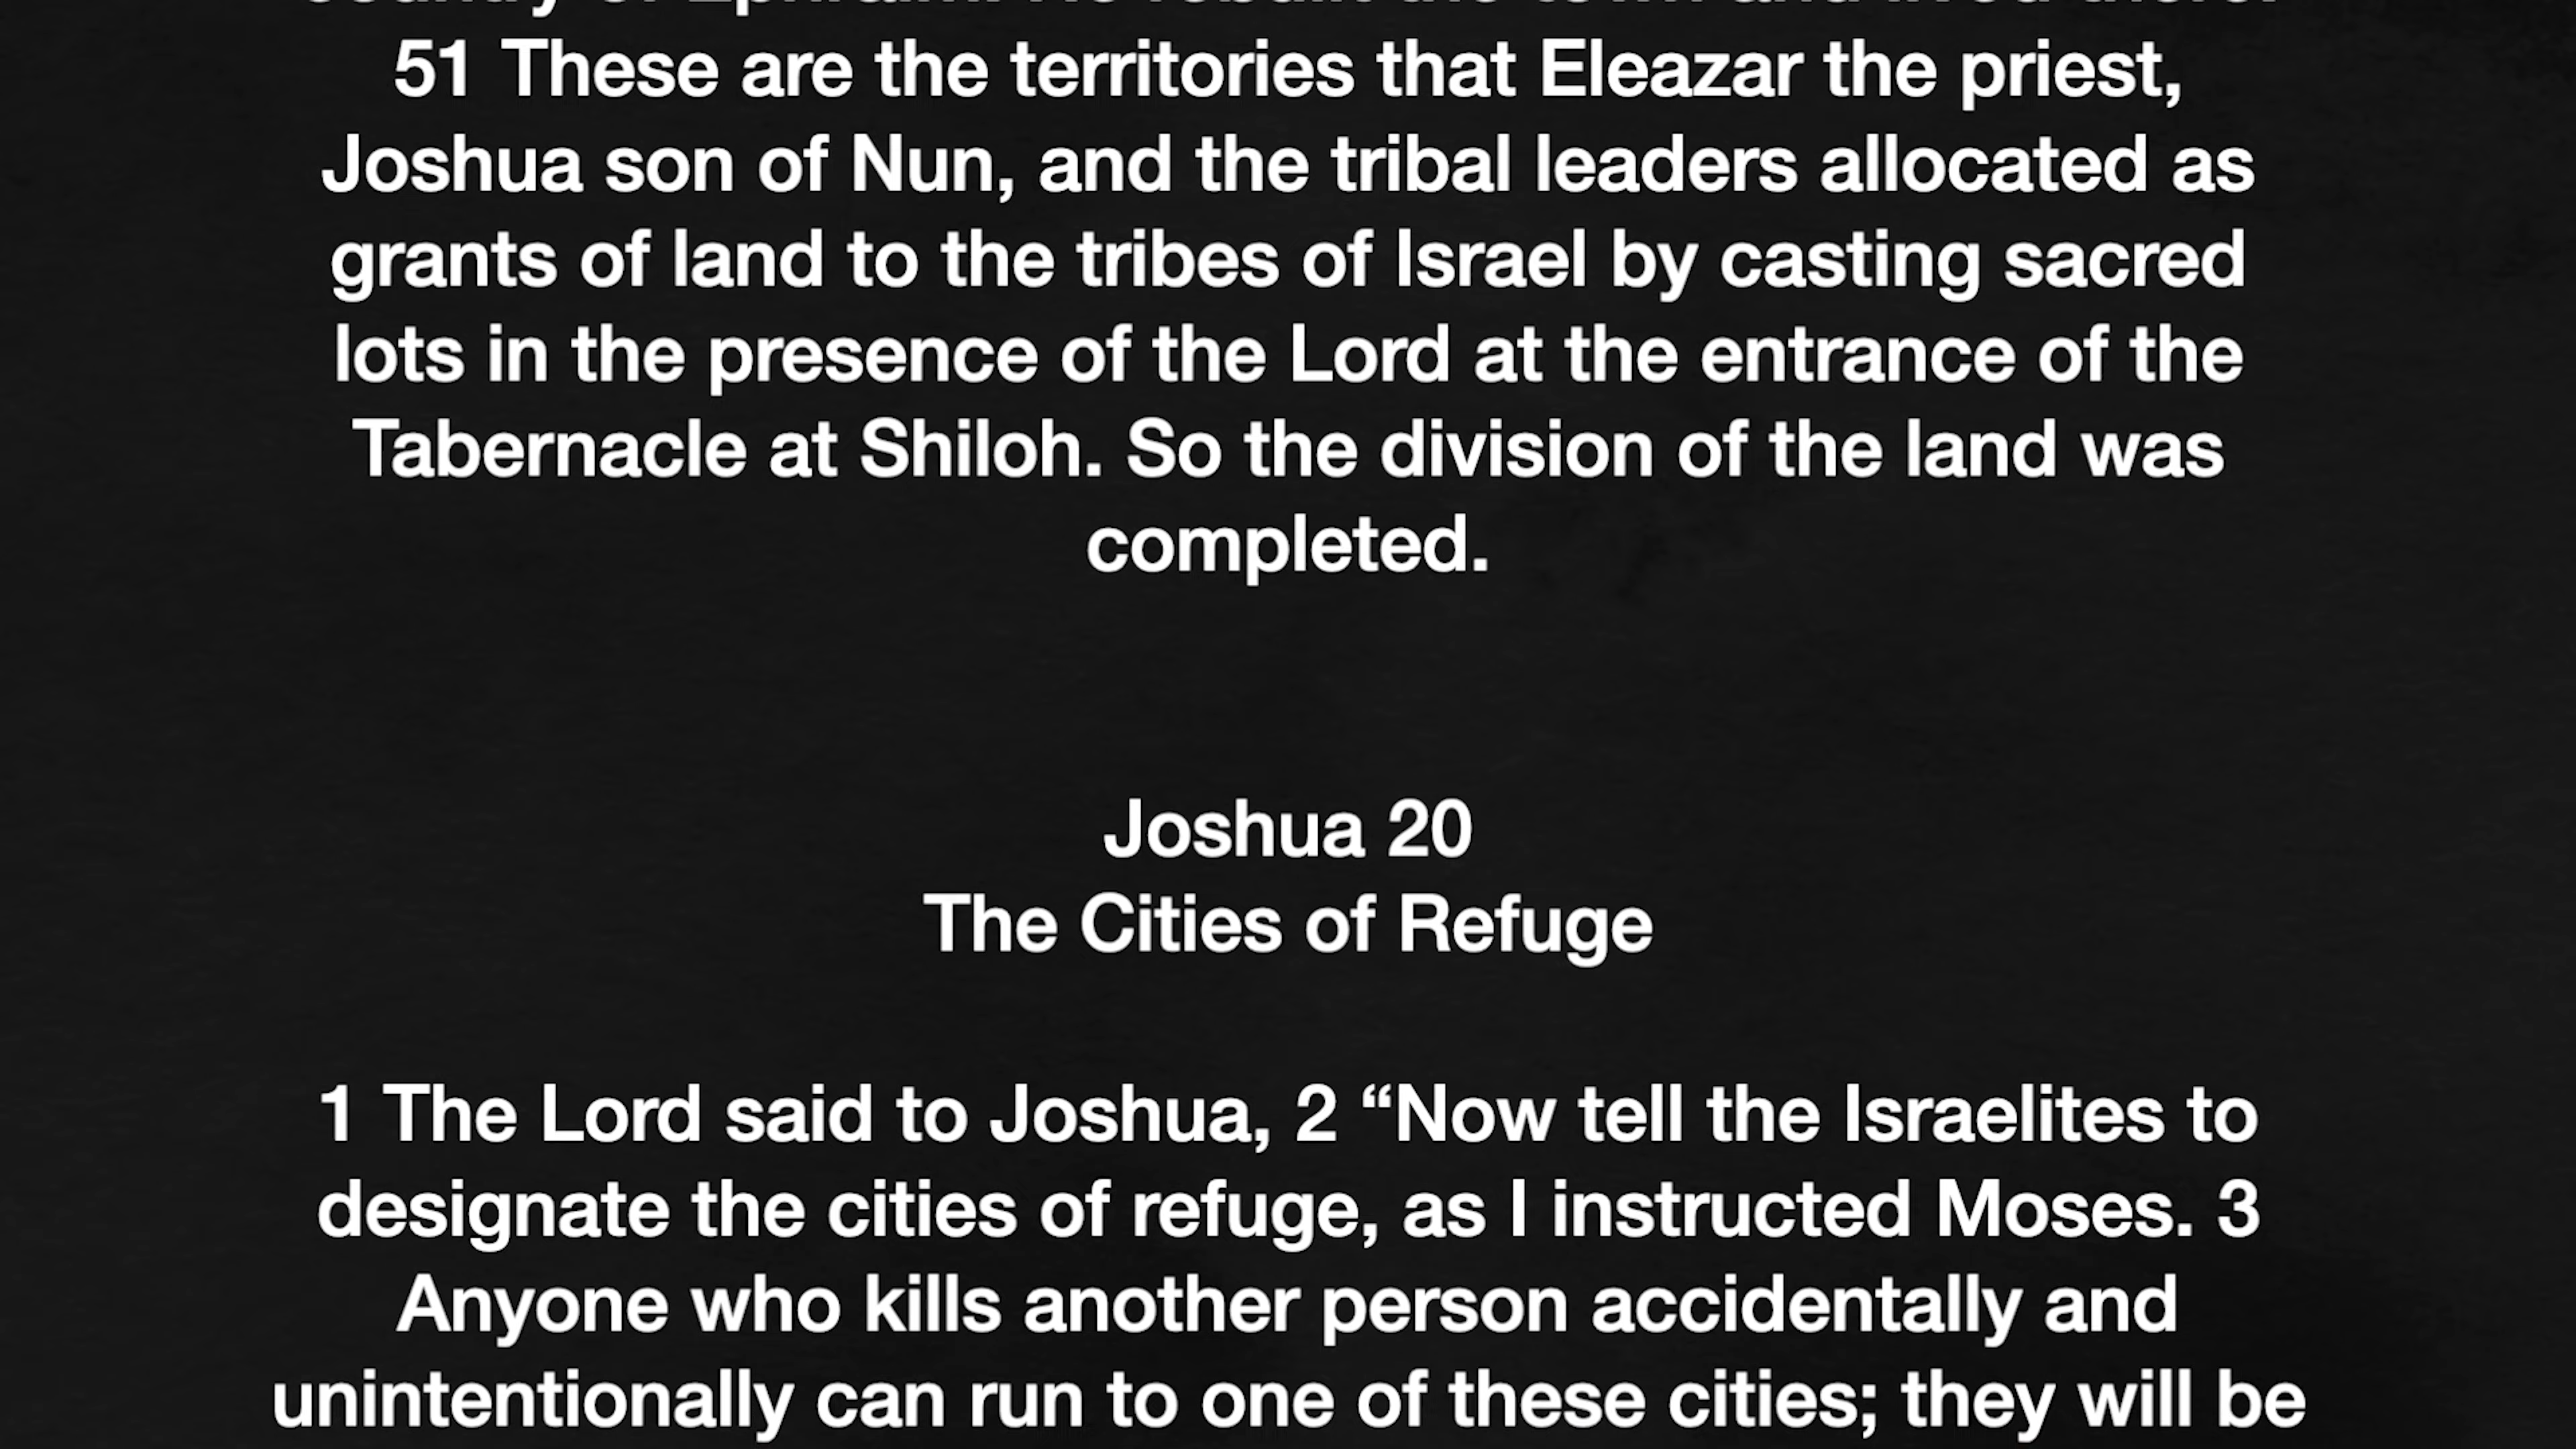 51 These are the territories that Eleazar the priest,
Joshua son of Nun, and the tribal leaders allocated as
grants of land to the tribes of Israel by casting sacred
lots in the presence of the Lord at the entrance of the
Tabernacle at Shiloh. So the division of the land was
completed.
Joshua 20
The Cities of Refuge
1 The Lord said to Joshua, 2 “Now tell the Israelites to
designate the cities of refuge, as I instructed Moses. 3
Anyone who kills another person accidentally and
unintentionally can run to one of these cities; they will be